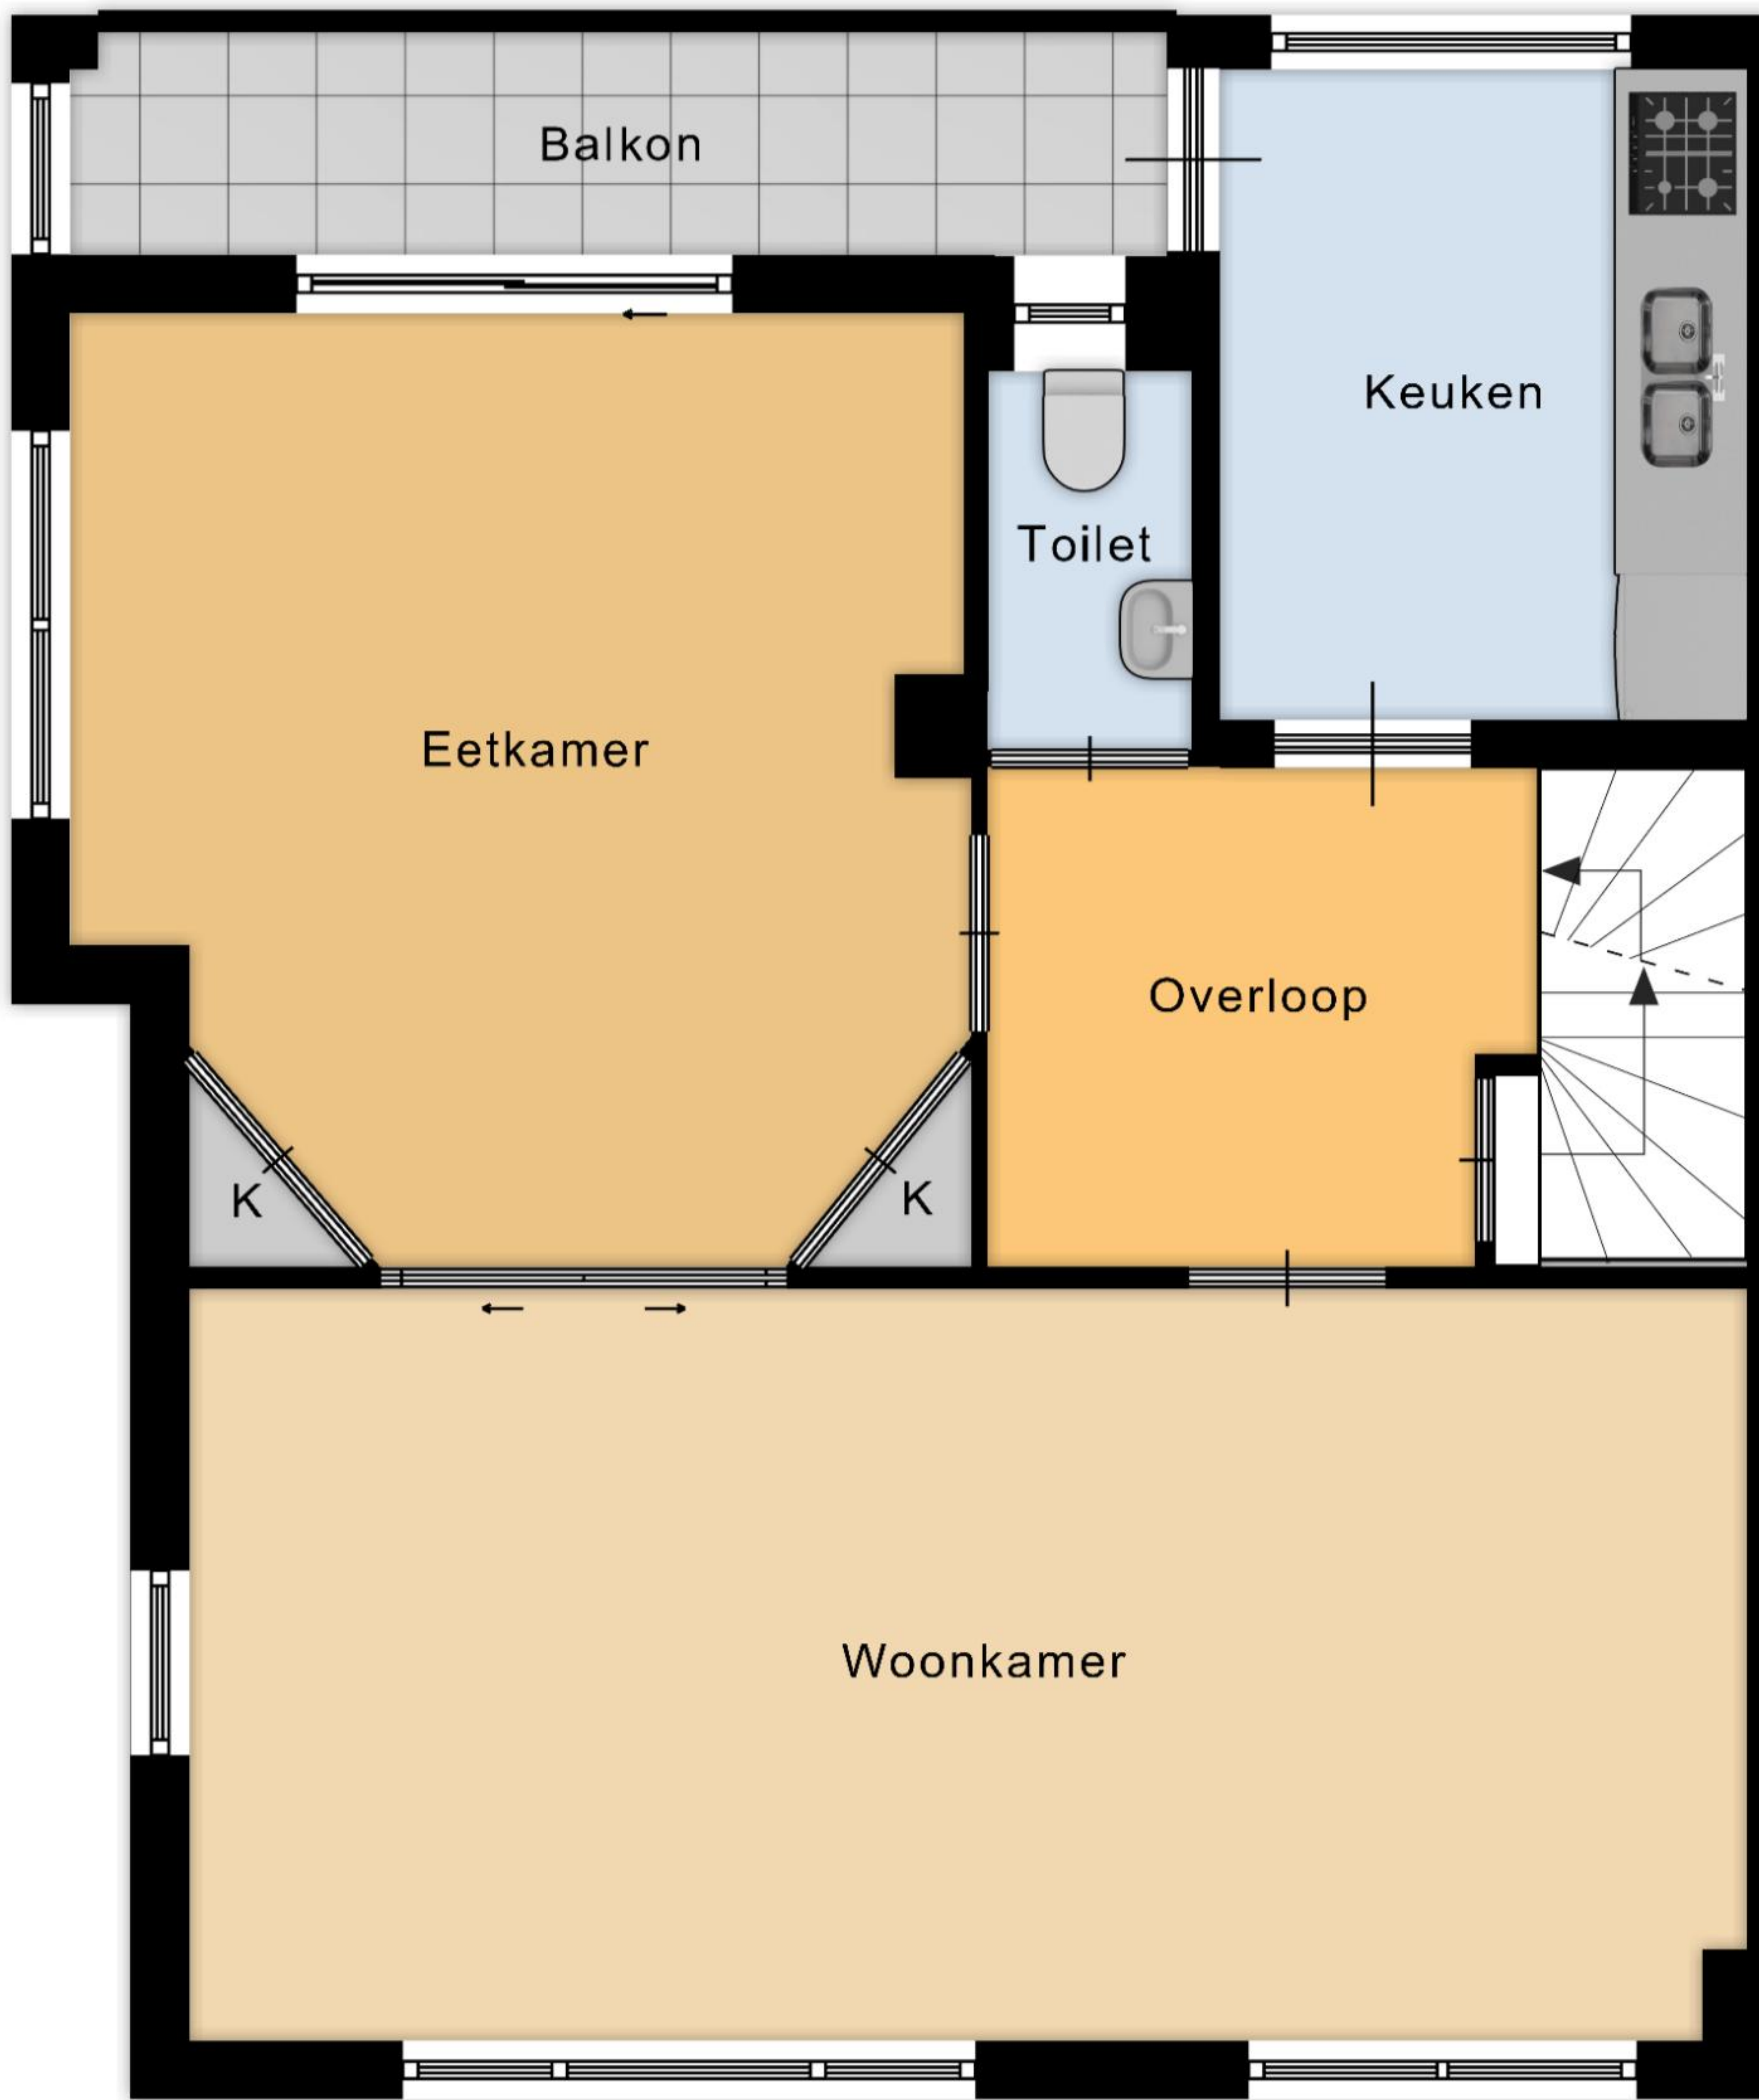 Balkon
Keuken
Toilet
Eetkamer
Overloop
K
K
Woonkamer